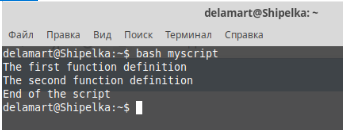 delamart@Shipelka: ~
Файл Правка Вид Поиск Терминал Справка
delamart@Shipelka:~$ bash myscript
The first function definition
The second function definition
End of the script
delamart@Shipelka:~$